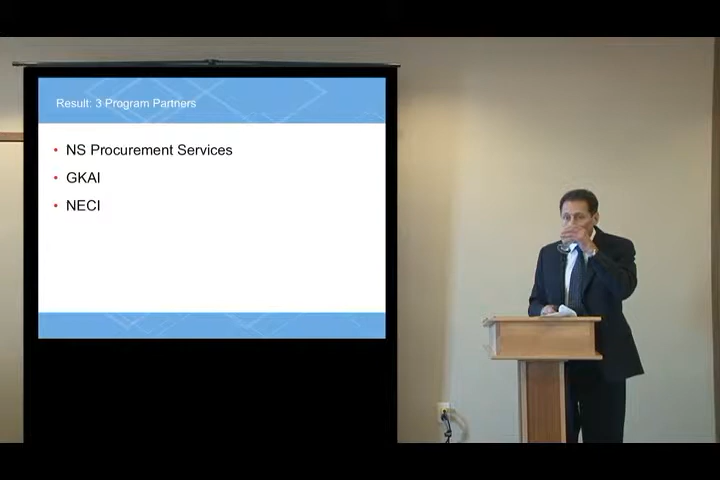 Result: 3 Program Partners
NS Procurement Services
GKAI
NECI